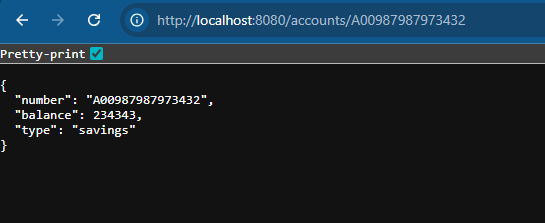 http://localhost:8080/accounts/A00987987973432
Pretty-print
{
  "number": "A00987987973432",
  "balance": 234343,
  "type": "savings"
}